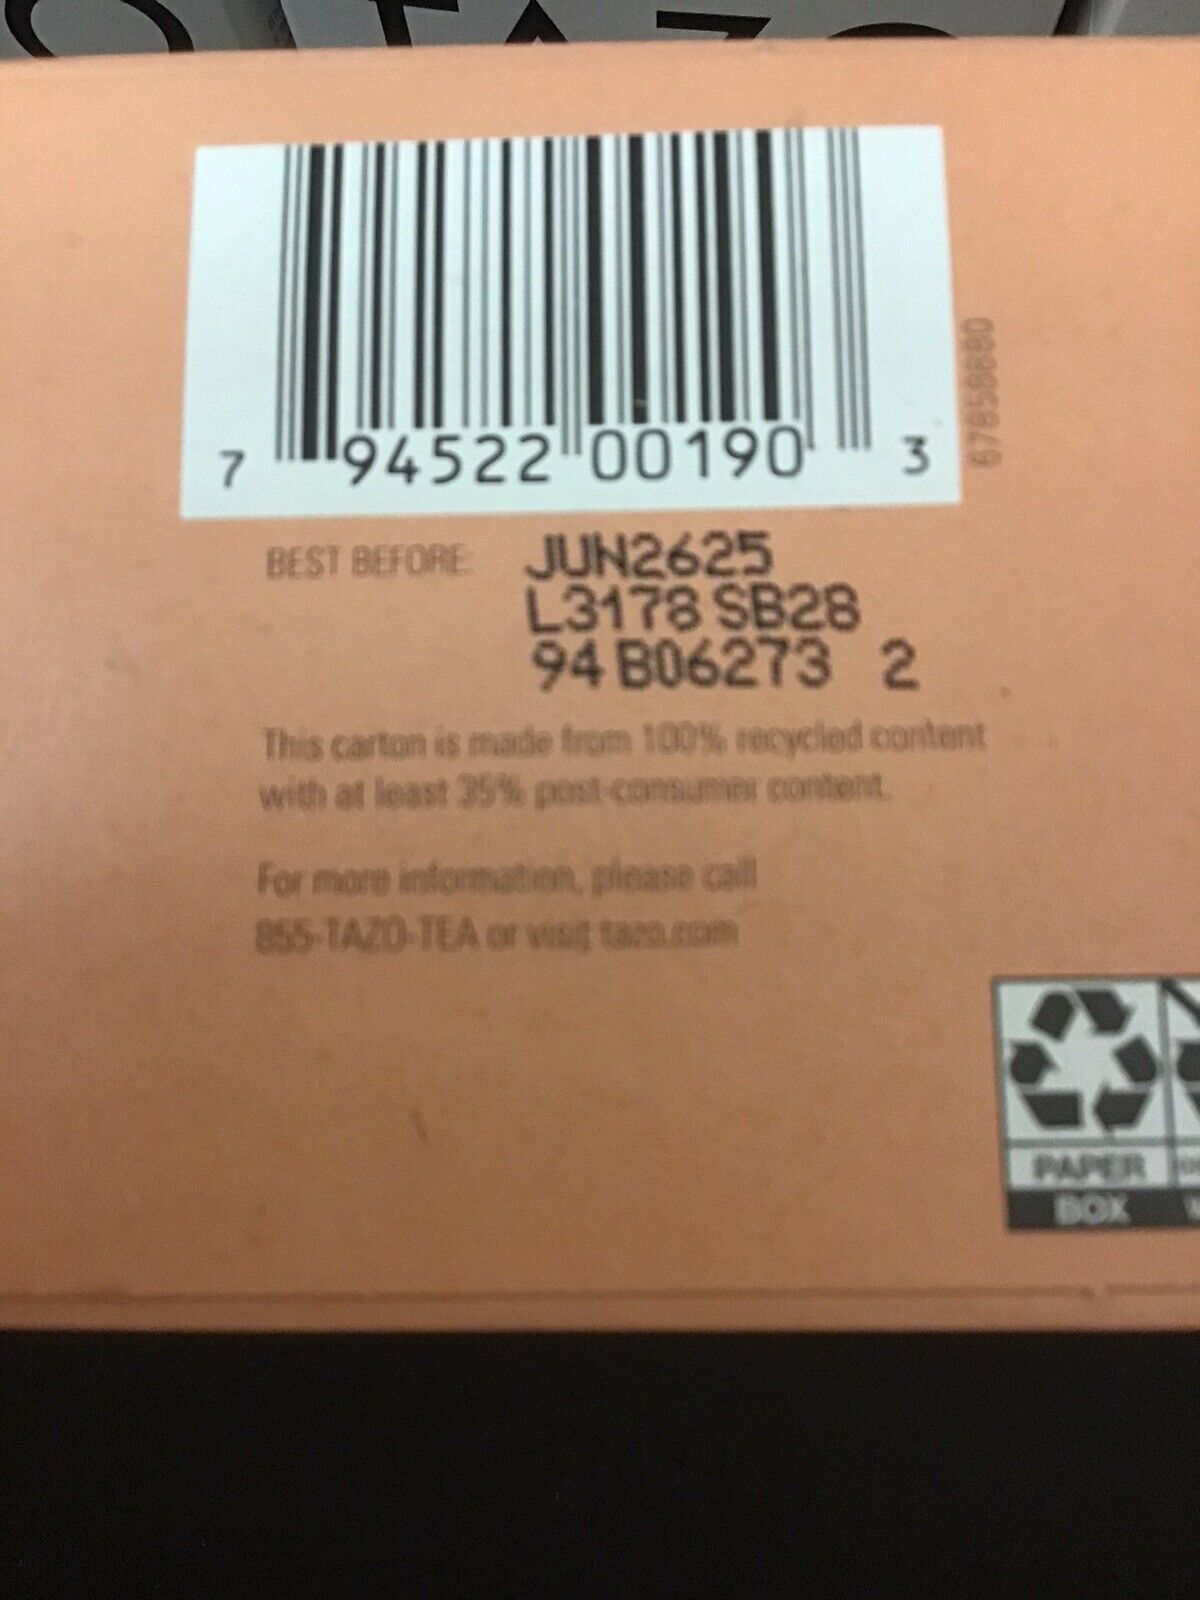 TAZO
7 94522 00190 3
67858BBD
BEST BEFORE: JUN2625
L3178 SB28
94 B06273 2
This carton is made from 100% recycled content
with at least 35% post-consumer content.
For more information, please call
855-TAZO-TEA or visit tazo.com
PAPER
BOX